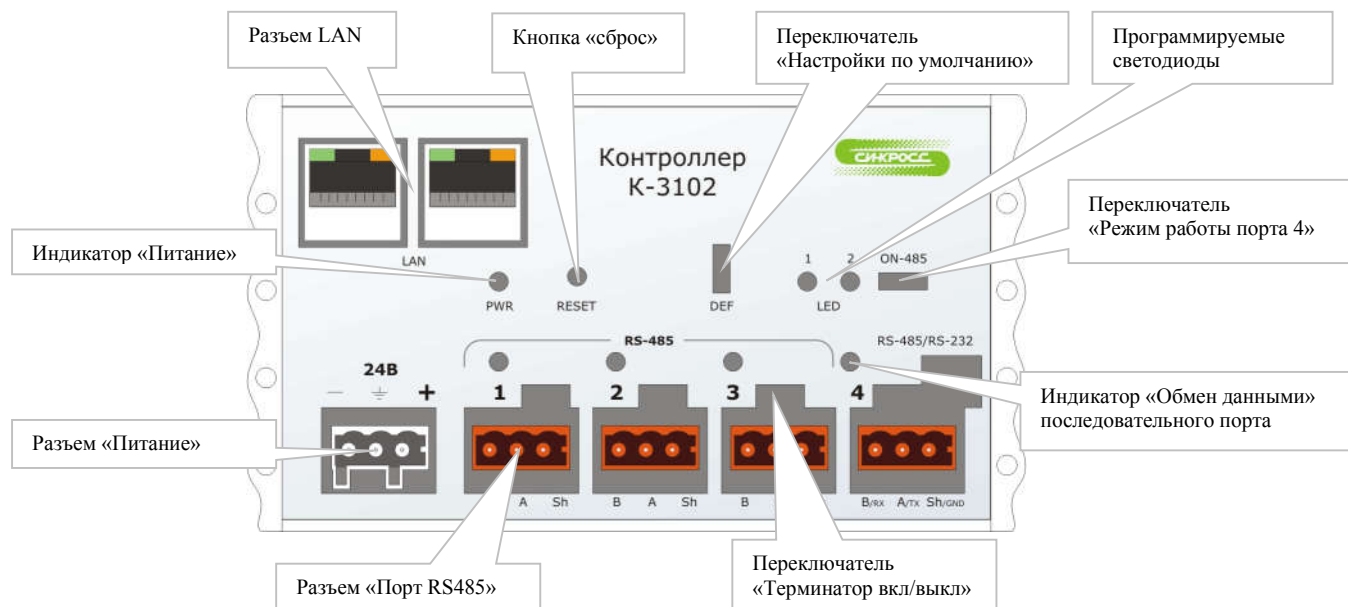 Разъем LAN
Кнопка «сброс»
Переключатель
«Настройки по умолчанию»
Программируемые
светодиоды
Контроллер
К-3102
СИКРОСС
Переключатель
«Режим работы порта 4»
Индикатор «Питание»
LAN
PWR
RESET
DEF
1 2
LED
ON-485
RS-485
RS-485/RS-232
24В
— +
1 2 3 4
Индикатор «Обмен данными»
последовательного порта
Разъем «Питание»
A Sh
B A Sh
B
B/RX A/TX Sh/GND
Разъем «Порт RS485»
Переключатель
«Терминатор вкл/выкл»